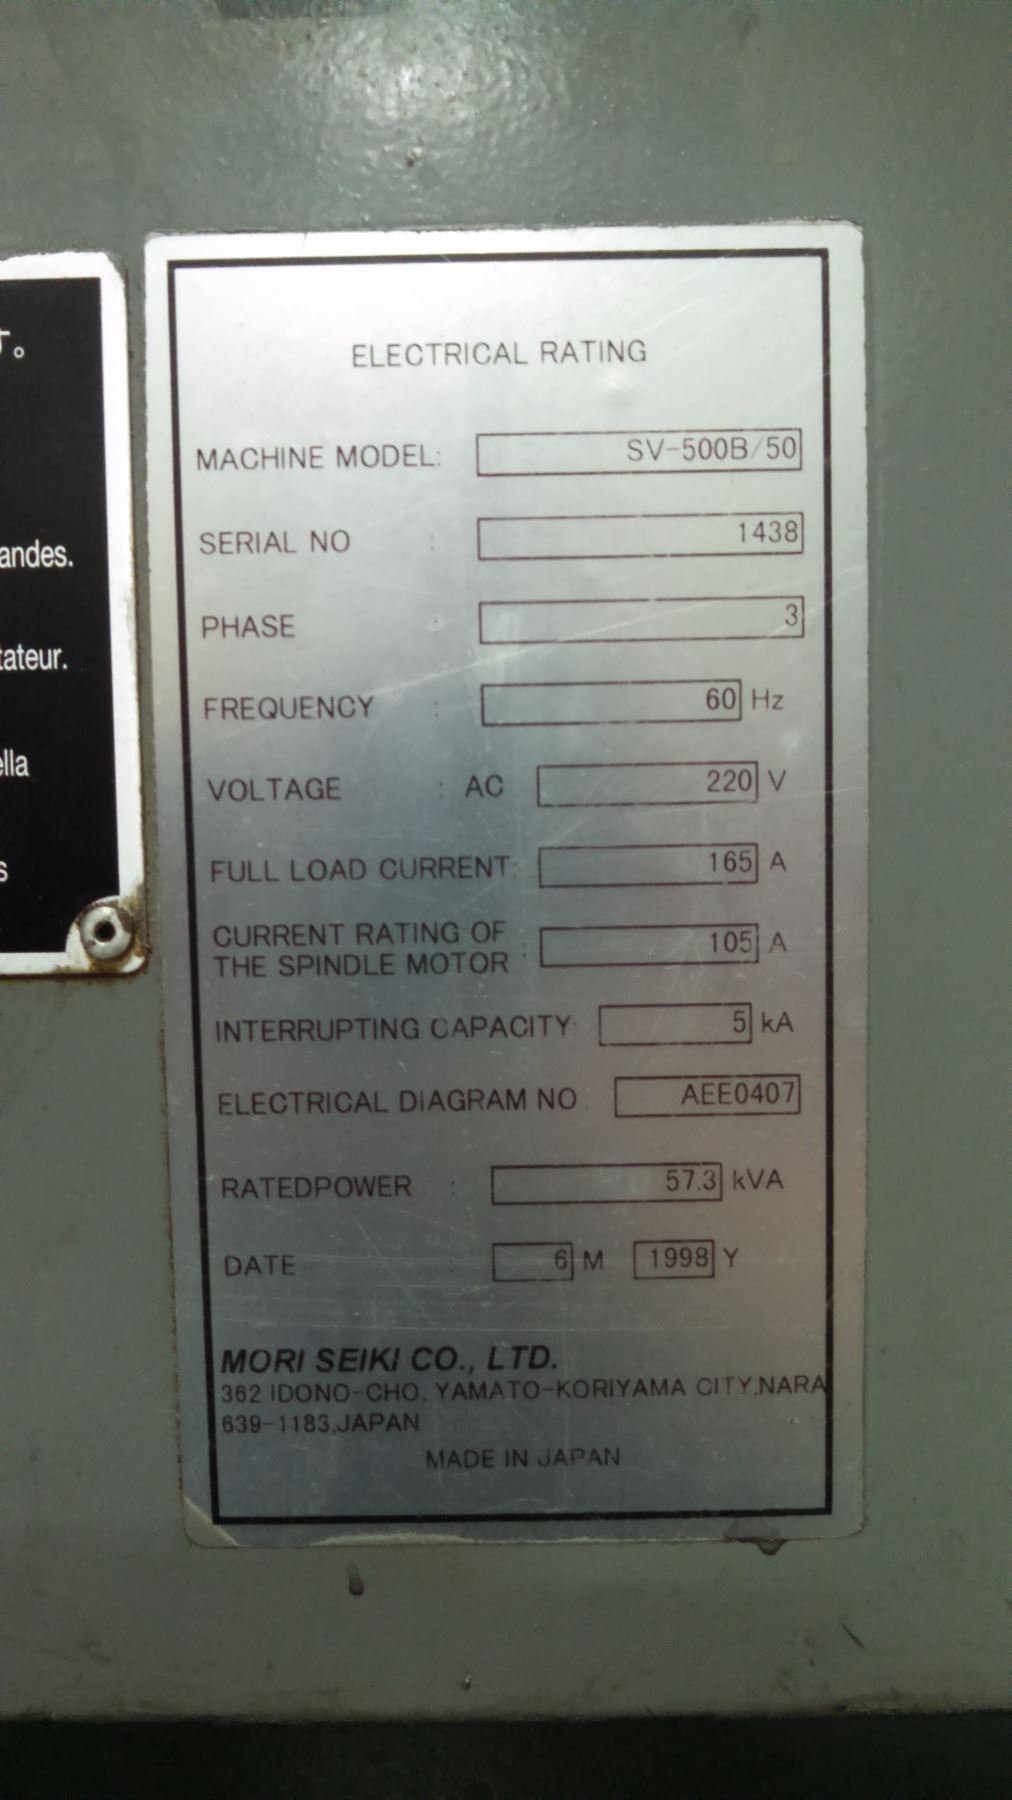 す。
andes.
tateur.
ella
s
ELECTRICAL RATING
MACHINE MODEL: SV-500B/50
SERIAL NO : 1438
PHASE : 3
FREQUENCY : 60 Hz
VOLTAGE : AC 220 V
FULL LOAD CURRENT: 165 A
CURRENT RATING OF
THE SPINDLE MOTOR : 105 A
INTERRUPTING CAPACITY: 5 kA
ELECTRICAL DIAGRAM NO AEE0407
RATEDPOWER : 57.3 kVA
DATE : 6 M 1998 Y
MORI SEIKI CO., LTD.
362 IDONO-CHO, YAMATO-KORIYAMA CITY,NARA
639-1183,JAPAN
MADE IN JAPAN